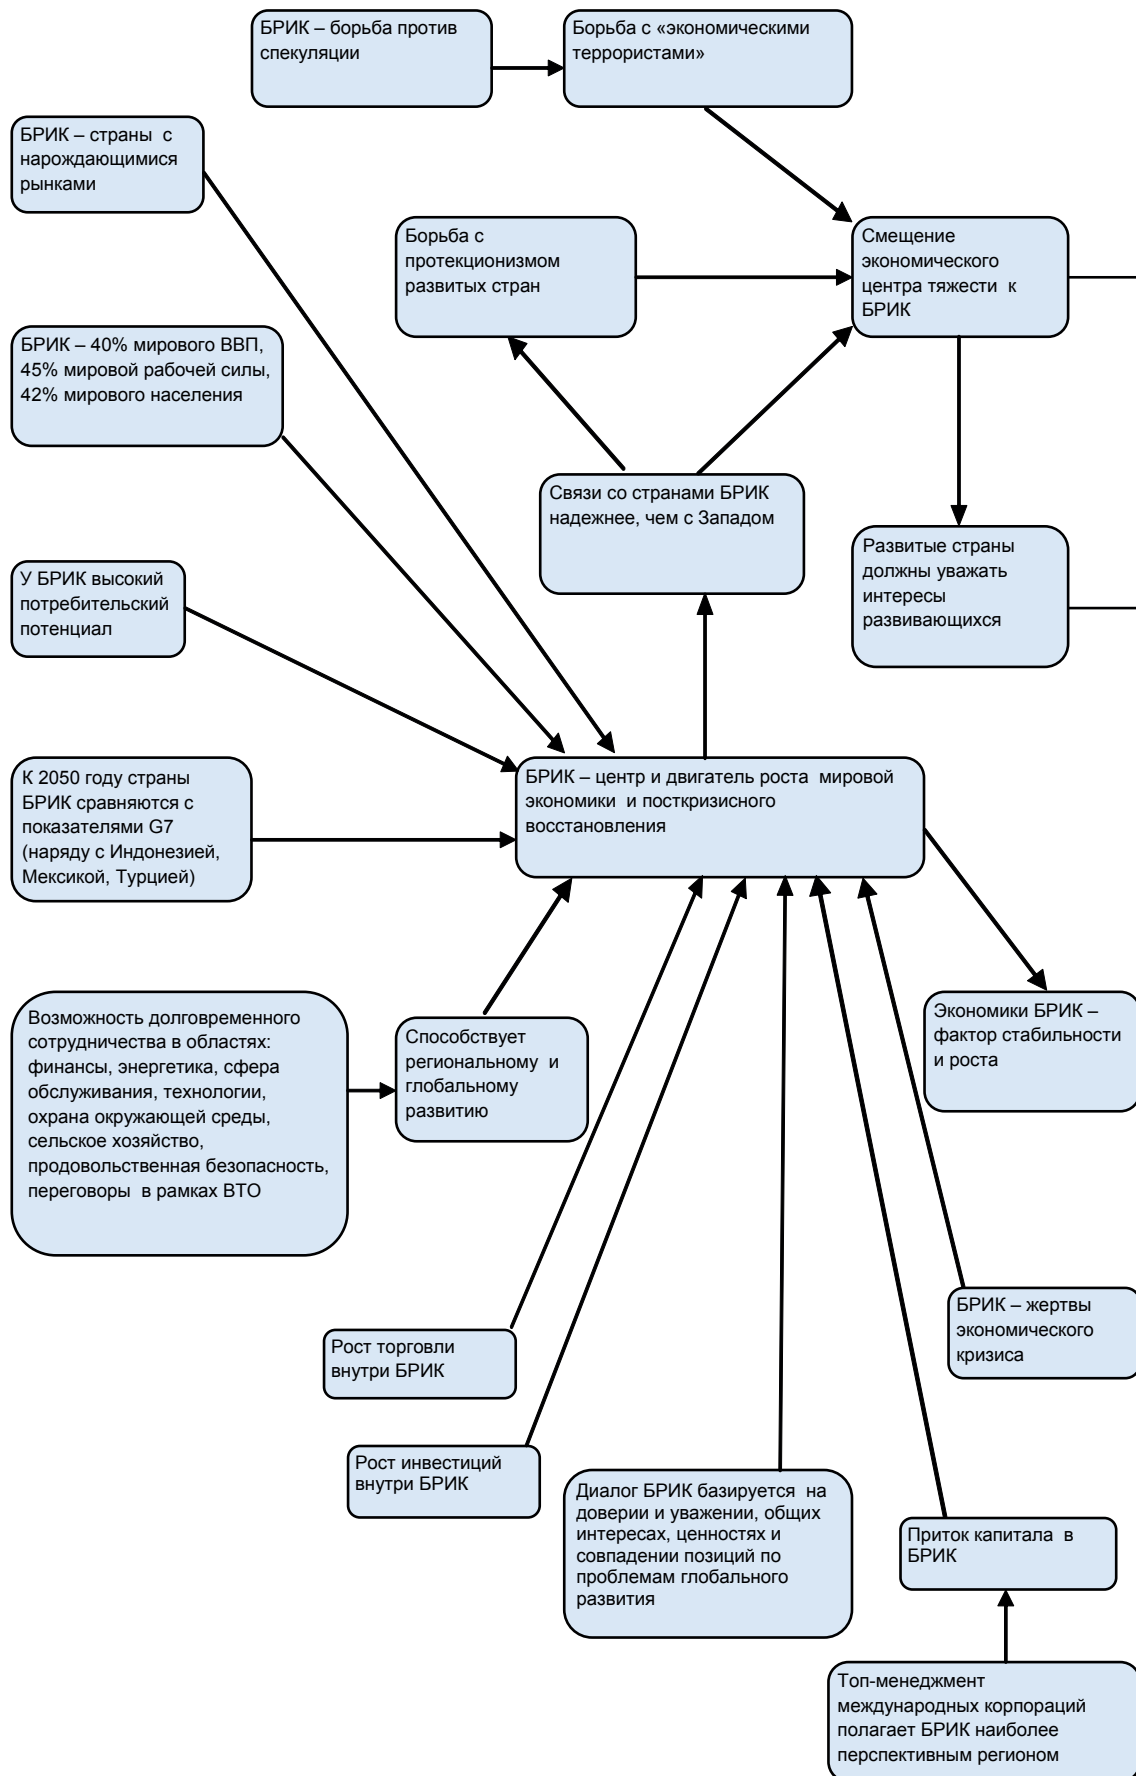 БРИК – борьба против
спекуляции
Борьба с «экономическими
террористами»
БРИК – страны с
нарождающимися
рынками
Борьба с
протекционизмом
развитых стран
Смещение
экономического
центра тяжести к
БРИК
БРИК – 40% мирового ВВП,
45% мировой рабочей силы,
42% мирового населения
Связи со странами БРИК
надежнее, чем с Западом
Развитые страны
должны уважать
интересы
развивающихся
У БРИК высокий
потребительский
потенциал
К 2050 году страны
БРИК сравняются с
показателями G7
(наряду с Индонезией,
Мексикой, Турцией)
БРИК – центр и двигатель роста мировой
экономики и посткризисного
восстановления
Возможность долговременного
сотрудничества в областях:
финансы, энергетика, сфера
обслуживания, технологии,
охрана окружающей среды,
сельское хозяйство,
продовольственная безопасность,
переговоры в рамках ВТО
Способствует
региональному и
глобальному
развитию
Экономики БРИК –
фактор стабильности
и роста
БРИК – жертвы
экономического
кризиса
Рост торговли
внутри БРИК
Рост инвестиций
внутри БРИК
Диалог БРИК базируется на
доверии и уважении, общих
интересах, ценностях и
совпадении позиций по
проблемам глобального
развития
Приток капитала в
БРИК
Топ-менеджмент
международных корпораций
полагает БРИК наиболее
перспективным регионом